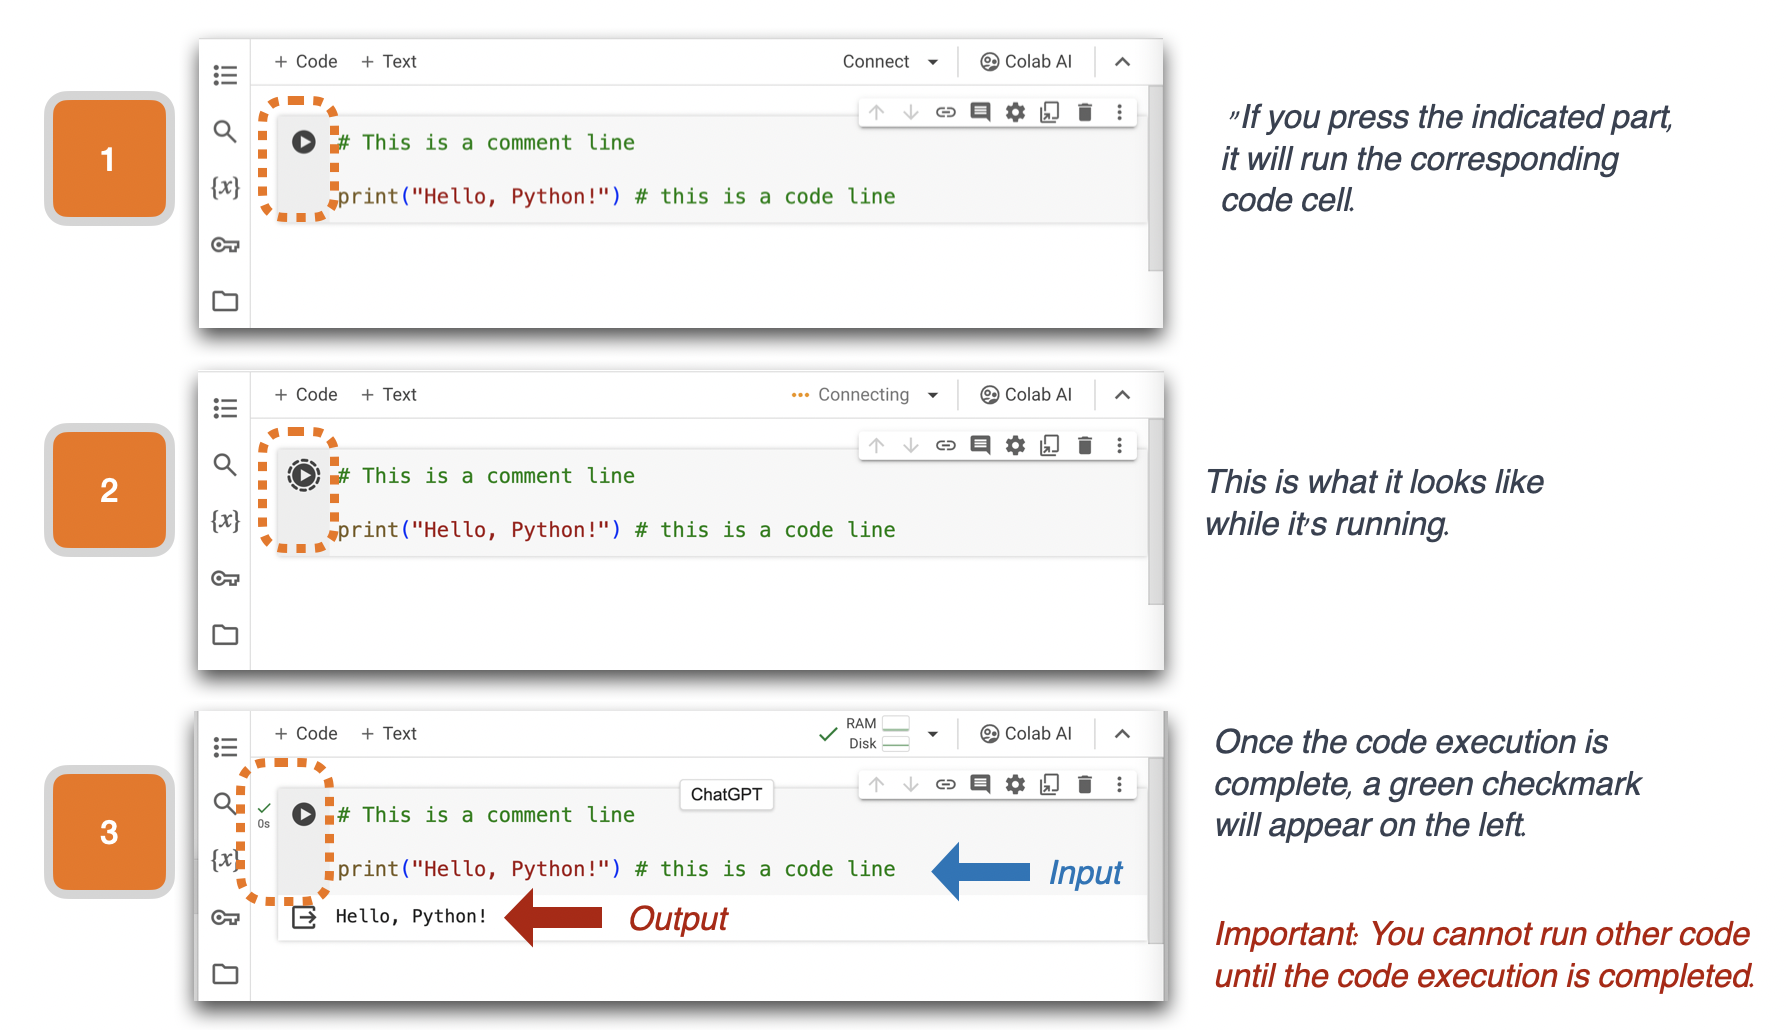 + Code + Text Connect Colab AI
1
# This is a comment line
{x}
print("Hello, Python!") # this is a code line
”If you press the indicated part,
it will run the corresponding
code cell.
+ Code + Text ••• Connecting Colab AI
2
# This is a comment line
{x}
print("Hello, Python!") # this is a code line
This is what it looks like
while it’s running.
+ Code + Text RAM Disk Colab AI
3
ChatGPT
0s
# This is a comment line
{x}
print("Hello, Python!") # this is a code line
Input
Hello, Python!
Output
Once the code execution is
complete, a green checkmark
will appear on the left.
Important: You cannot run other code
until the code execution is completed.